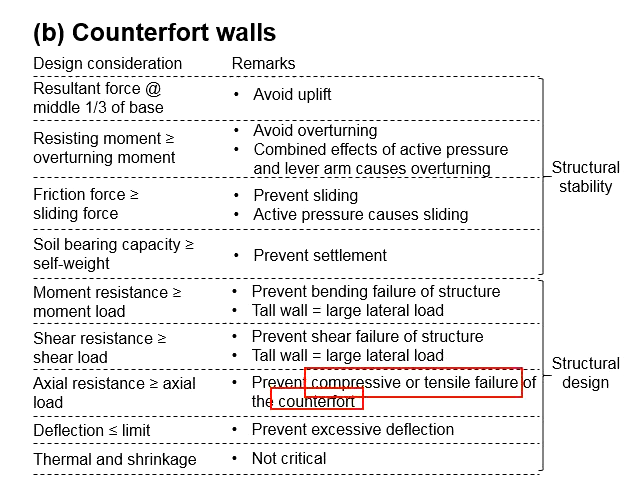 (b) Counterfort walls
Design consideration Remarks
Resultant force @
middle 1/3 of base
• Avoid uplift
Resisting moment ≥
overturning moment
• Avoid overturning
• Combined effects of active pressure
and lever arm causes overturning
Friction force ≥
sliding force
• Prevent sliding
• Active pressure causes sliding
Soil bearing capacity ≥
self-weight
• Prevent settlement
Structural
stability
Moment resistance ≥
moment load
• Prevent bending failure of structure
• Tall wall = large lateral load
Shear resistance ≥
shear load
• Prevent shear failure of structure
• Tall wall = large lateral load
Axial resistance ≥ axial
load
• Prevent compressive or tensile failure of
the counterfort
Deflection ≤ limit
• Prevent excessive deflection
Thermal and shrinkage
• Not critical
Structural
design